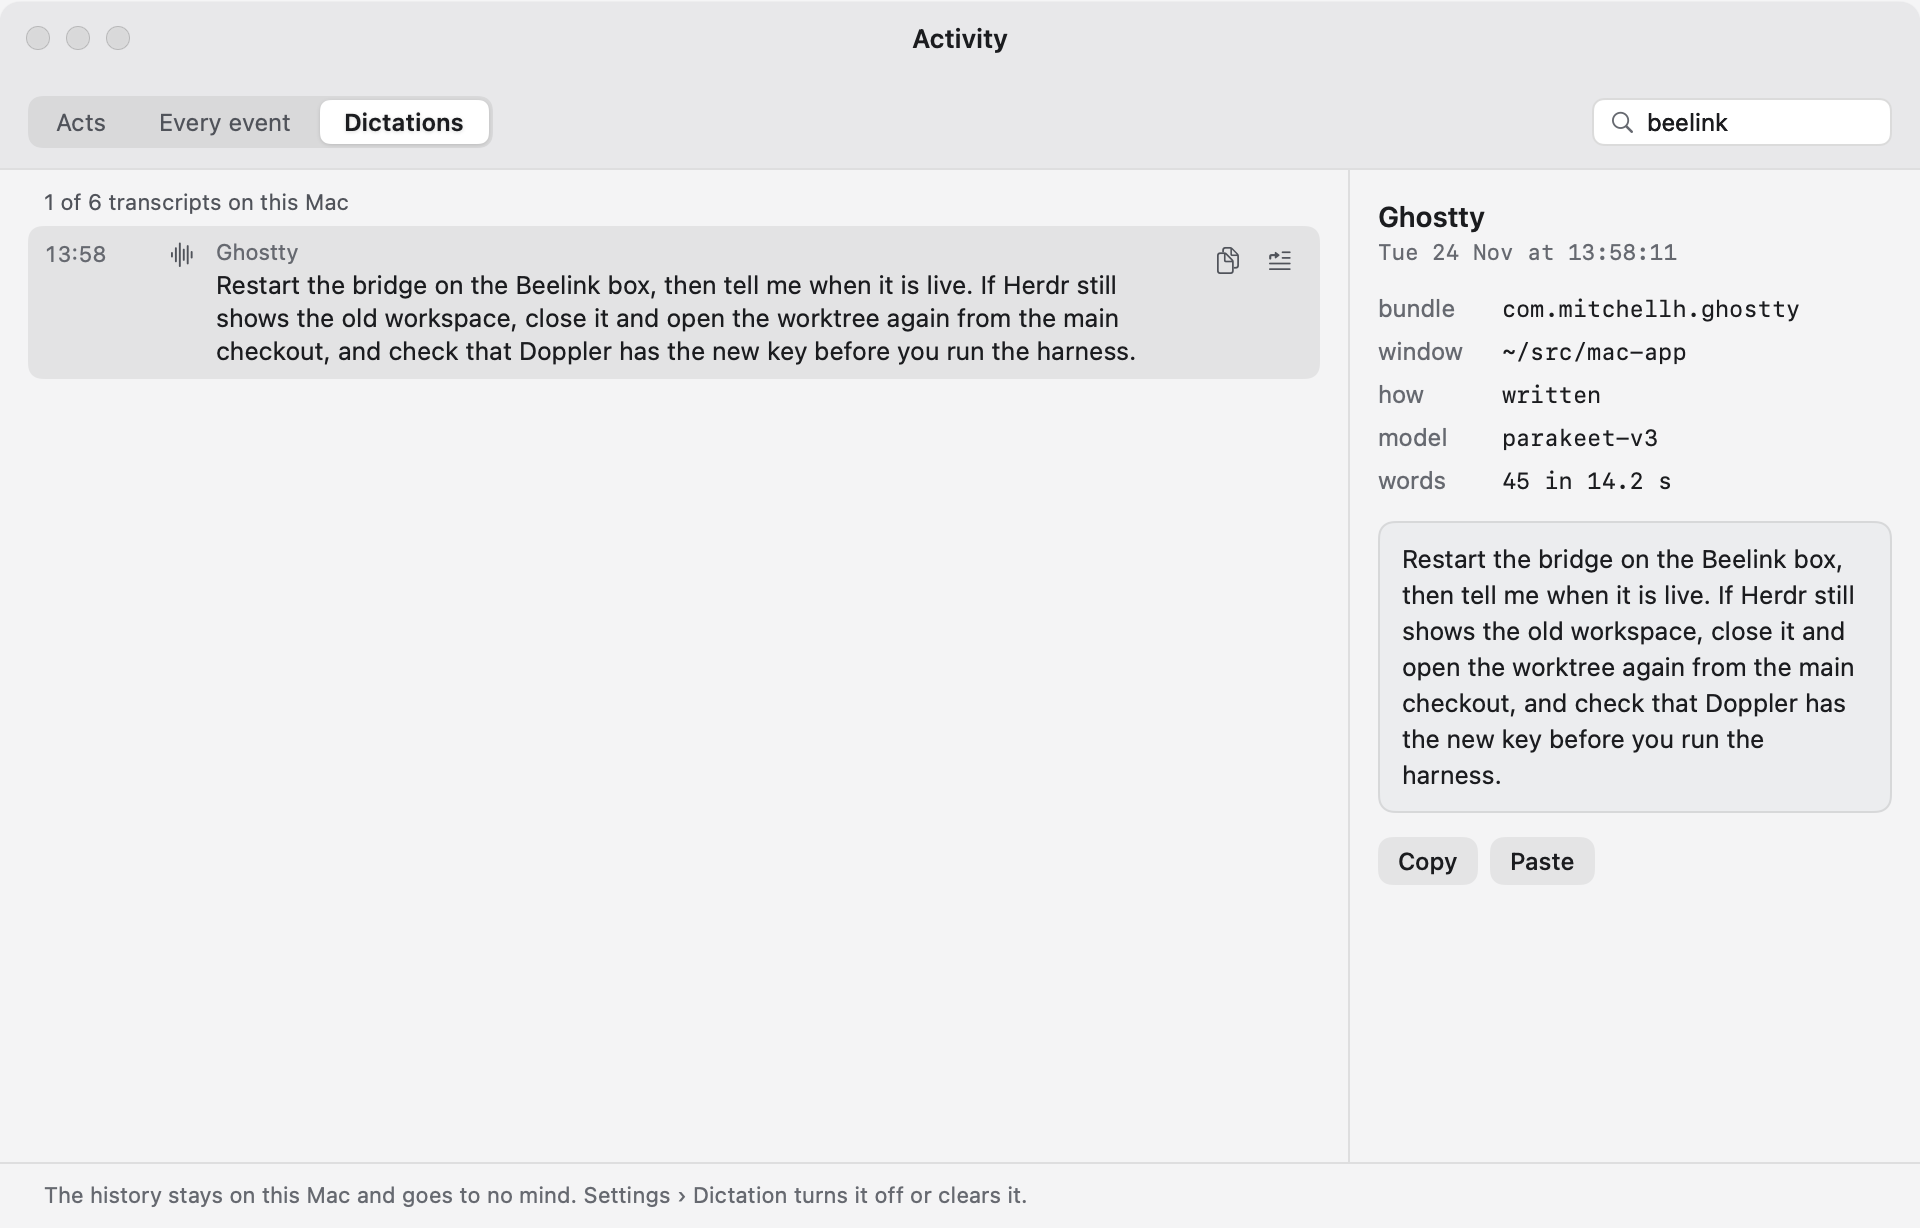 Activity
Acts
Every event
Dictations
beelink
1 of 6 transcripts on this Mac
13:58
Ghostty
Restart the bridge on the Beelink box, then tell me when it is live. If Herdr still
shows the old workspace, close it and open the worktree again from the main
checkout, and check that Doppler has the new key before you run the harness.
Ghostty
Tue 24 Nov at 13:58:11
bundle com.mitchellh.ghostty
window ~/src/mac-app
how written
model parakeet-v3
words 45 in 14.2 s
Restart the bridge on the Beelink box,
then tell me when it is live. If Herdr still
shows the old workspace, close it and
open the worktree again from the main
checkout, and check that Doppler has
the new key before you run the
harness.
Copy
Paste
The history stays on this Mac and goes to no mind. Settings › Dictation turns it off or clears it.